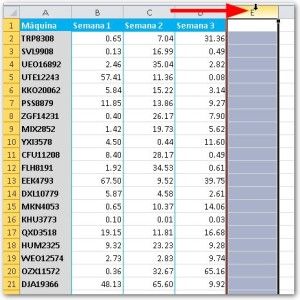 A B C D E
1 Máquina Semana 1 Semana 2 Semana 3
2 TRP8308 0.65 7.04 31.36
3 SVL9908 0.13 16.99 0.49
4 UEO16892 2.46 35.04 2.82
5 UTE12243 57.41 11.36 0.08
6 KKO20062 5.84 15.22 3.14
7 PSS8879 11.85 13.86 9.27
8 ZGF14231 0.40 26.17 7.90
9 MIX2852 1.42 19.73 5.62
10 YXI3578 4.50 0.44 11.60
11 CFU11208 8.40 28.17 0.49
12 FLH8191 1.92 34.53 0.61
13 EEK4793 67.50 9.52 39.75
14 DXL10779 5.87 4.58 2.61
15 MKN4053 0.65 10.37 14.06
16 KHU3773 0.10 0.01 0.03
17 QXD3518 19.15 11.81 16.68
18 HUM2325 9.32 23.23 9.28
19 WEO12574 2.73 2.83 9.74
20 OZX11572 0.36 32.67 65.16
21 DJA19366 48.13 65.60 9.92